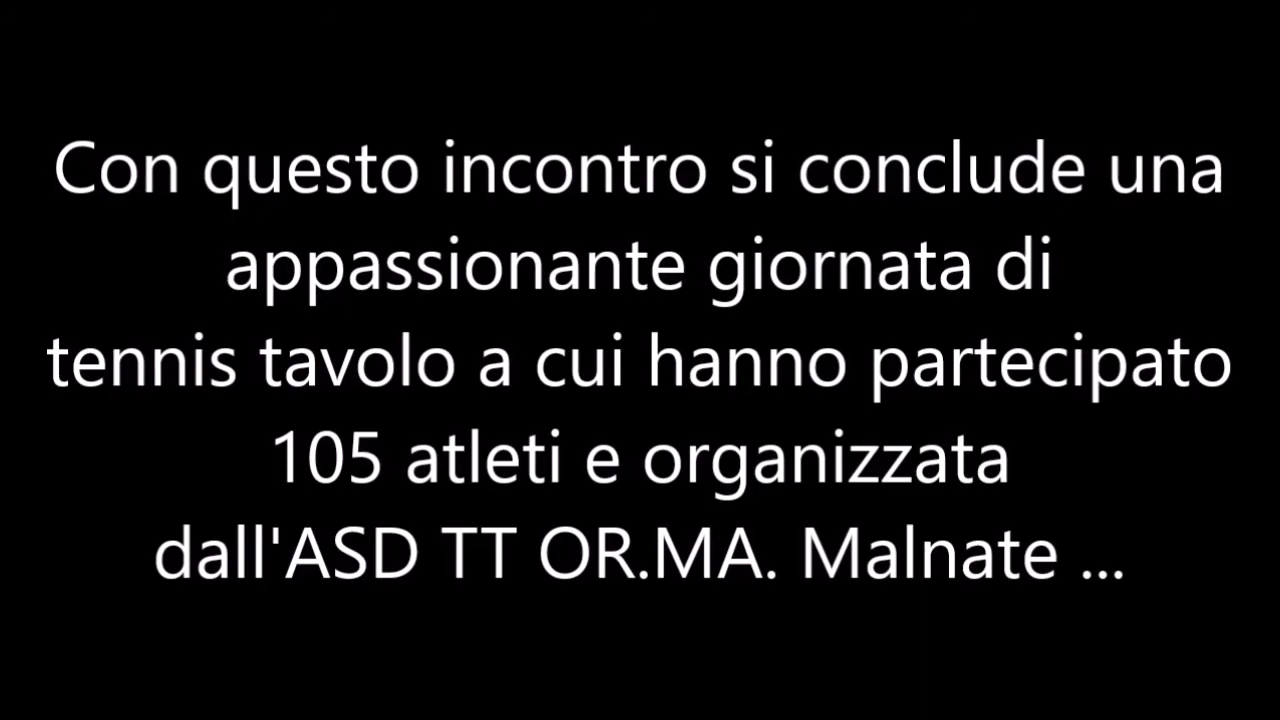 Con questo incontro si conclude una
appassionante giornata di
tennis tavolo a cui hanno partecipato
105 atleti e organizzata
dall'ASD TT OR.MA. Malnate ...